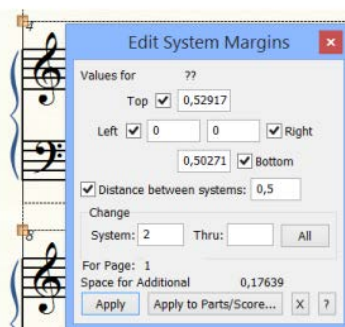 4
Edit System Margins
Values for ??
Top 0,52917
Left 0 0 Right
0,50271 Bottom
Distance between systems: 0,5
Change
System: 2 Thru: All
For Page: 1
Space for Additional 0,17639
Apply Apply to Parts/Score... X ?
8